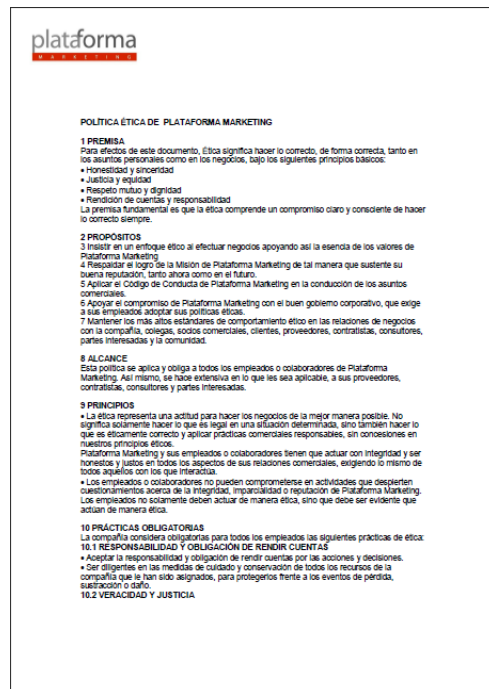 plataforma
MARKETING
POLÍTICA ÉTICA DE PLATAFORMA MARKETING
1 PREMISA
Para efectos de este documento, Ética significa hacer lo correcto, de forma correcta, tanto en
los asuntos personales como en los negocios, bajo los siguientes principios básicos:
• Honestidad y sinceridad
• Justicia y equidad
• Respeto mutuo y dignidad
• Rendición de cuentas y responsabilidad
La premisa fundamental es que la ética comprende un compromiso claro y consciente de hacer
lo correcto siempre.
2 PROPÓSITOS
3 Insistir en un enfoque ético al efectuar negocios apoyando así la esencia de los valores de
Plataforma Marketing
4 Respaldar el logro de la Misión de Plataforma Marketing de tal manera que sustente su
buena reputación, tanto ahora como en el futuro.
5 Aplicar el Código de Conducta de Plataforma Marketing en la conducción de los asuntos
comerciales.
6 Apoyar el compromiso de Plataforma Marketing con el buen gobierno corporativo, que exige
a sus empleados adoptar sus políticas éticas.
7 Mantener los más altos estándares de comportamiento ético en las relaciones de negocios
con la compañía, colegas, socios comerciales, clientes, proveedores, contratistas, consultores,
partes interesadas y la comunidad.
8 ALCANCE
Esta política se aplica y obliga a todos los empleados o colaboradores de Plataforma
Marketing. Así mismo, se hace extensiva en lo que les sea aplicable, a sus proveedores,
contratistas, consultores y partes interesadas.
9 PRINCIPIOS
• La ética representa una actitud para hacer los negocios de la mejor manera posible. No
significa solamente hacer lo que es legal en una situación determinada, sino también hacer lo
que es éticamente correcto y aplicar prácticas comerciales responsables, sin concesiones en
nuestros principios éticos.
Plataforma Marketing y sus empleados o colaboradores tienen que actuar con integridad y ser
honestos y justos en todos los aspectos de sus relaciones comerciales, exigiendo lo mismo de
todos aquellos con los que interactúa.
• Los empleados o colaboradores no pueden comprometerse en actividades que despierten
cuestionamientos acerca de la integridad, imparcialidad o reputación de Plataforma Marketing.
Los empleados no solamente deben actuar de manera ética, sino que debe ser evidente que
actúan de manera ética.
10 PRÁCTICAS OBLIGATORIAS
La compañía considera obligatorias para todos los empleados las siguientes prácticas de ética:
10.1 RESPONSABILIDAD Y OBLIGACIÓN DE RENDIR CUENTAS
• Aceptar la responsabilidad y obligación de rendir cuentas por las acciones y decisiones.
• Ser diligentes en las medidas de cuidado y conservación de todos los recursos de la
compañía que le han sido asignados, para protegerlos frente a los eventos de pérdida,
sustracción o daño.
10.2 VERACIDAD Y JUSTICIA